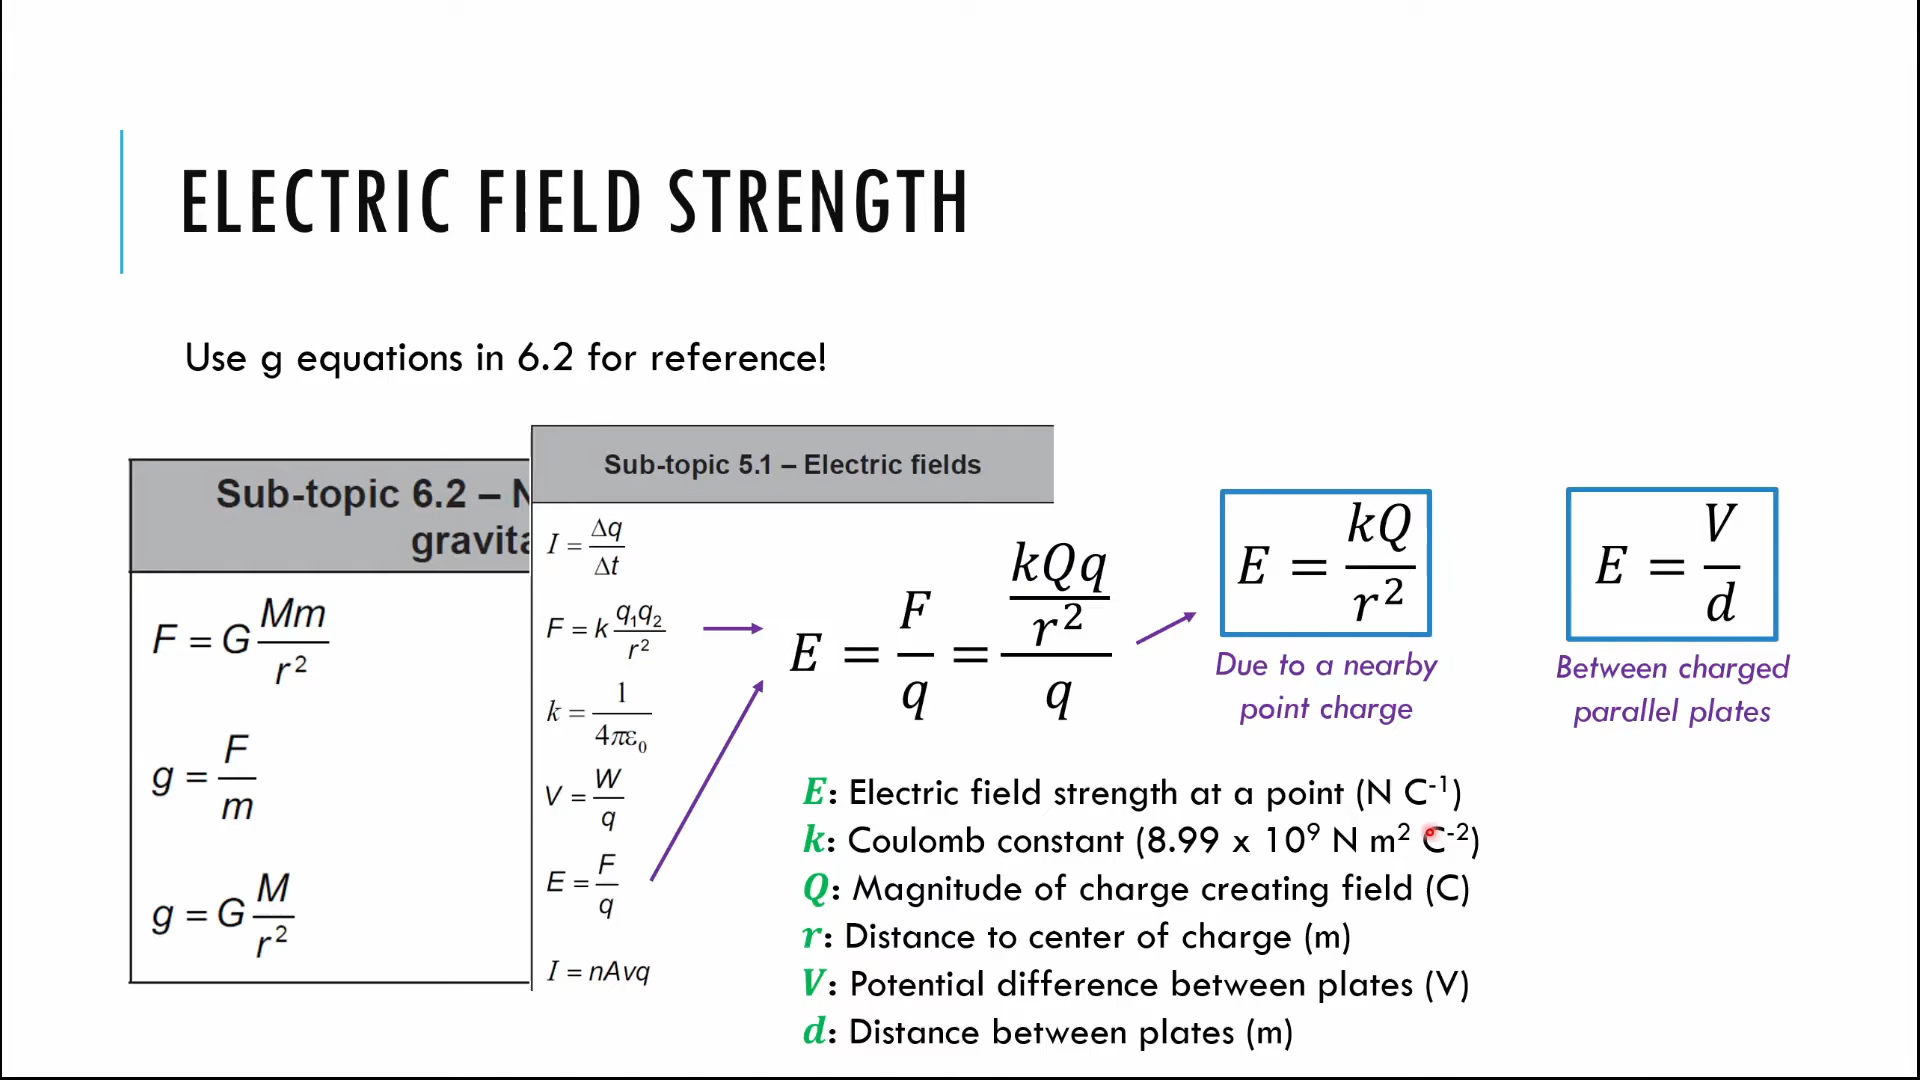 ELECTRIC FIELD STRENGTH
Use g equations in 6.2 for reference!
Sub-topic 6.2 – N
gravita
F = G Mm / r²
g = F / m
g = G M / r²
Sub-topic 5.1 – Electric fields
I = Δq / Δt
F = k q₁q₂ / r²
k = 1 / 4πε₀
V = W / q
E = F / q
I = nAvq
E = F / q = (kQq / r²) / q
E = kQ / r²
Due to a nearby
point charge
E = V / d
Between charged
parallel plates
E: Electric field strength at a point (N C⁻¹)
k: Coulomb constant (8.99 x 10⁹ N m² C⁻²)
Q: Magnitude of charge creating field (C)
r: Distance to center of charge (m)
V: Potential difference between plates (V)
d: Distance between plates (m)